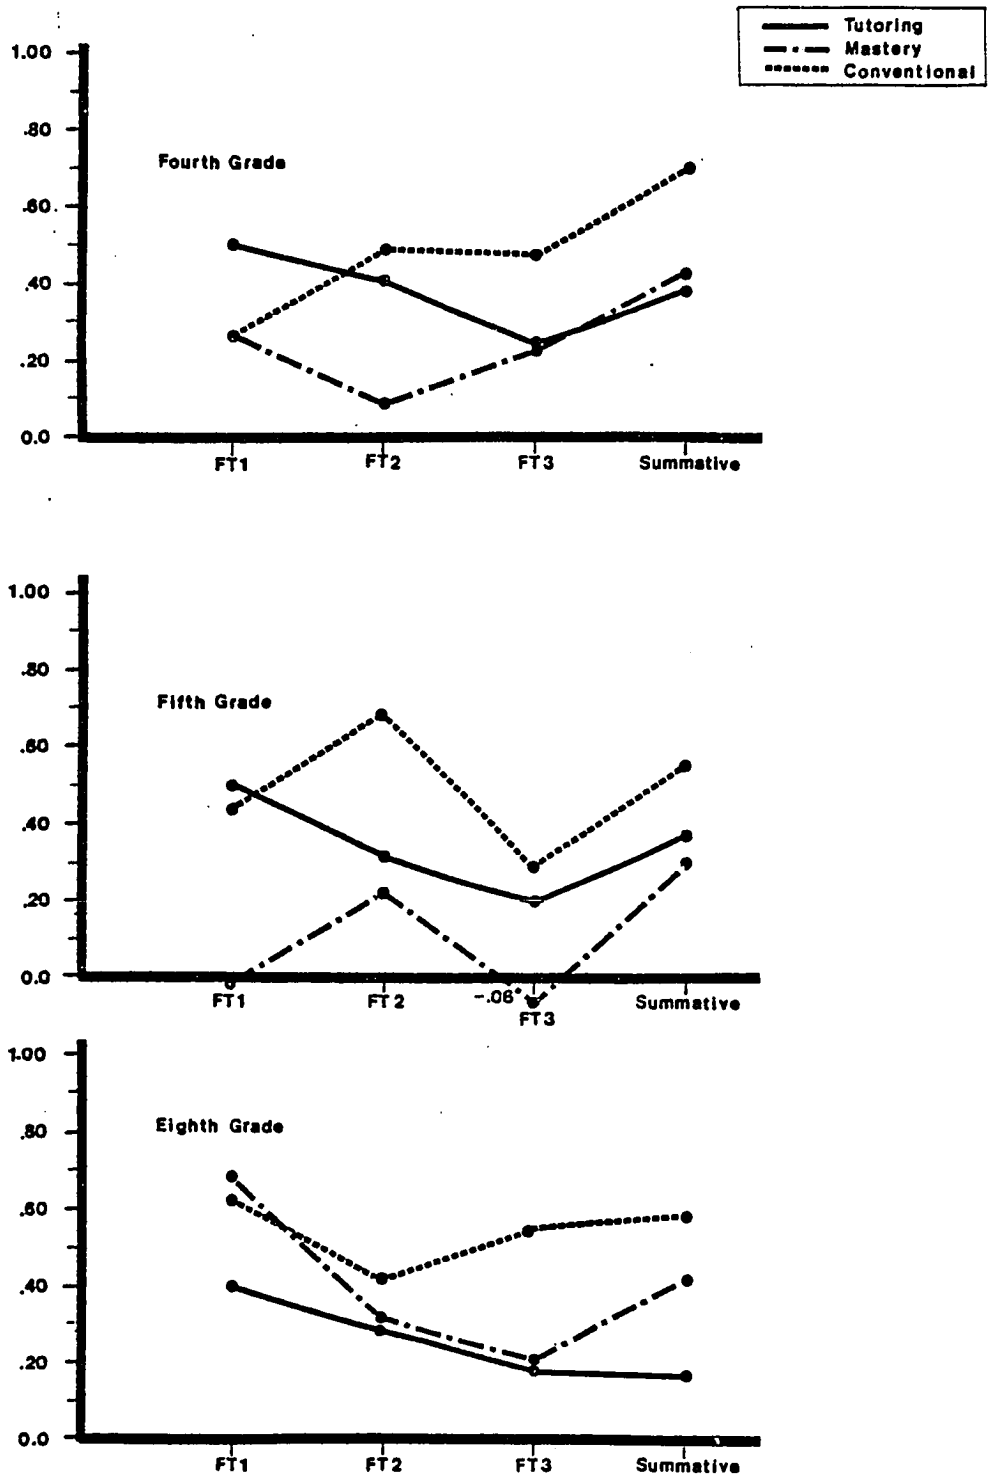 Tutoring
Mastery
Conventional
1.00
.80
Fourth Grade
.60
.40
.20
0.0
FT1 FT2 FT3 Summative
1.00
.80
Fifth Grade
.60
.40
.20
0.0
FT1 FT2 -.06 FT3 Summative
1.00
.80
Eighth Grade
.60
.40
.20
0.0
FT1 FT2 FT3 Summative